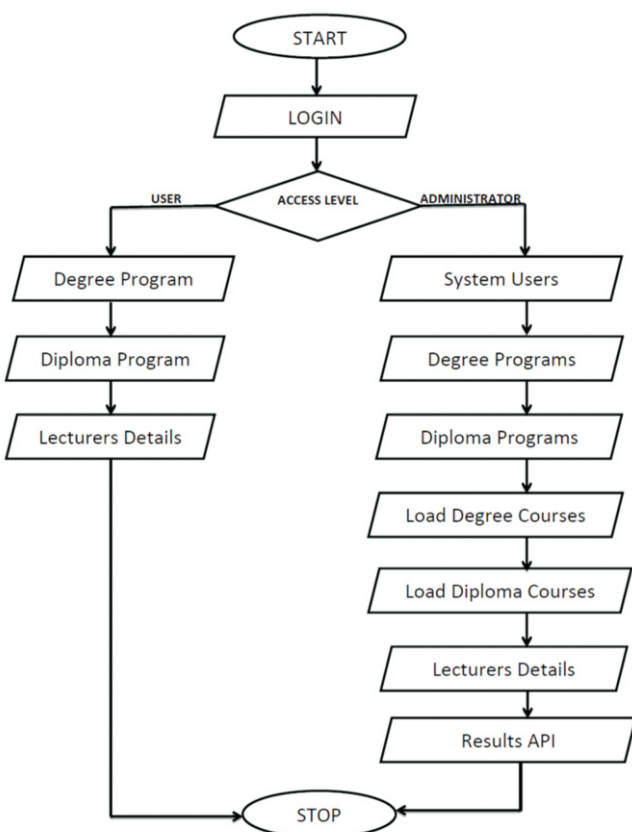 START
LOGIN
USER
ACCESS LEVEL
ADMINISTRATOR
Degree Program
Diploma Program
Lecturers Details
System Users
Degree Programs
Diploma Programs
Load Degree Courses
Load Diploma Courses
Lecturers Details
Results API
STOP